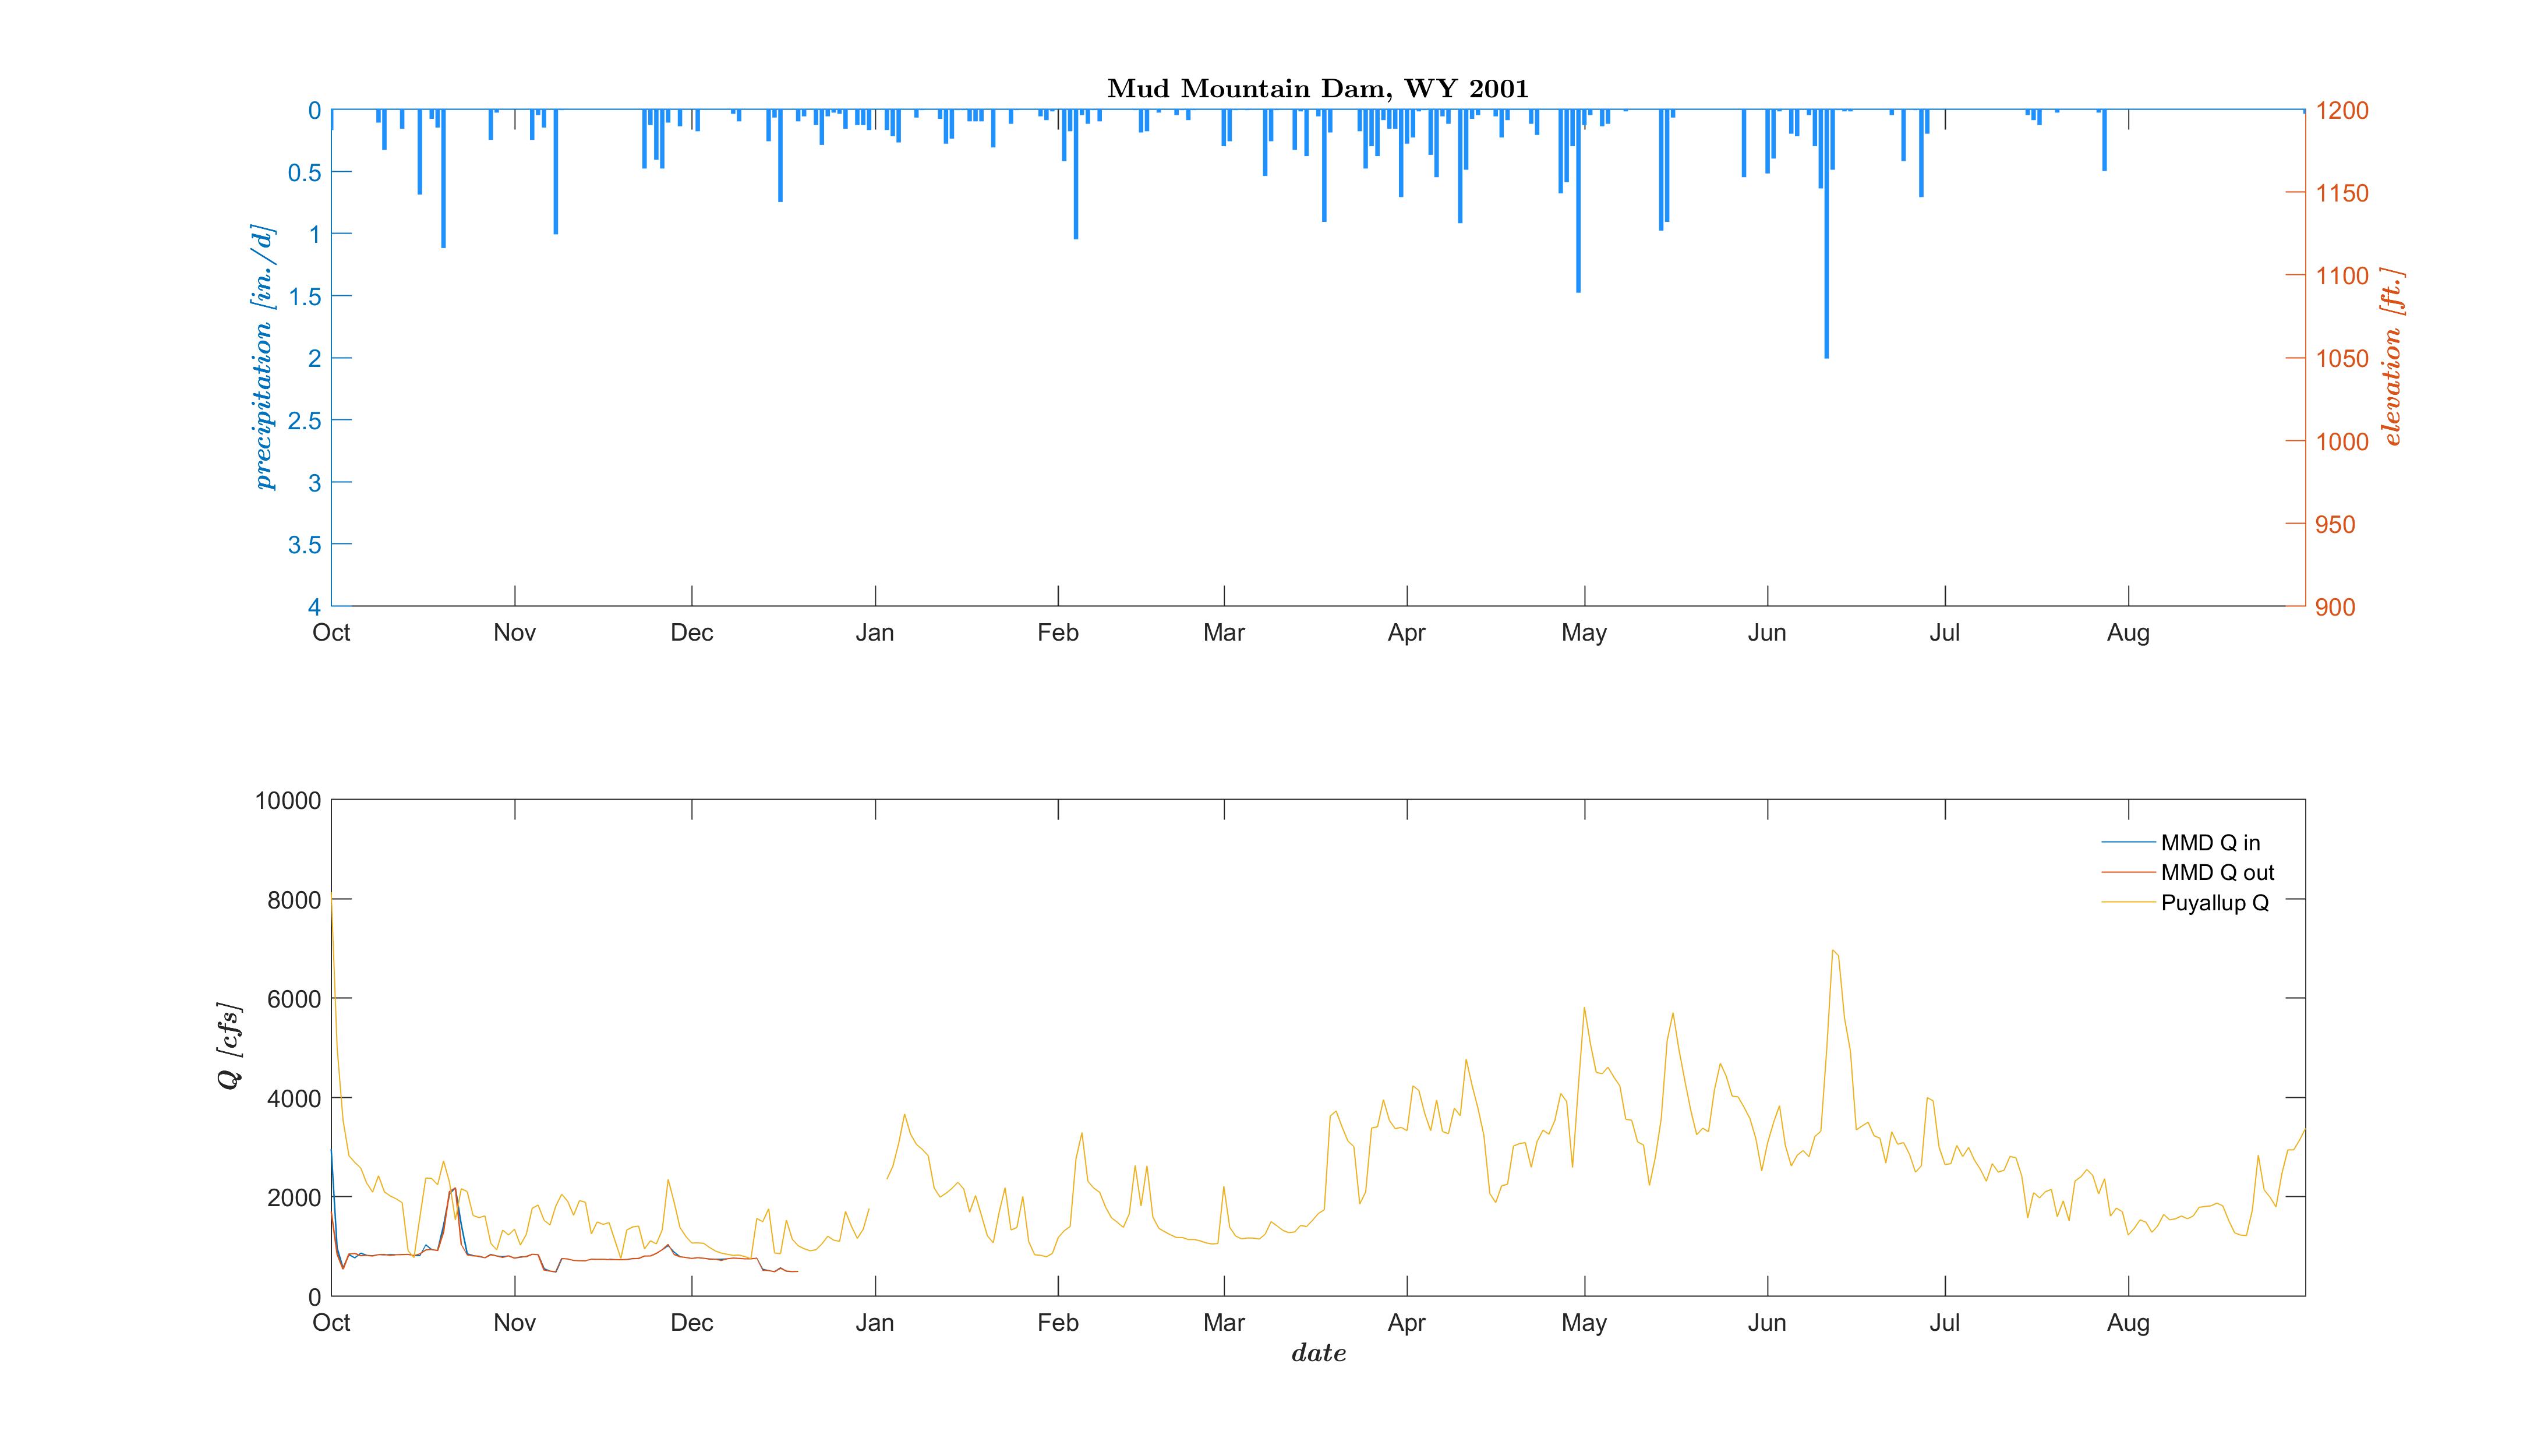 Mud Mountain Dam, WY 2001
0
0.5
1
1.5
2
2.5
3
3.5
4
precipitation [in./d]
1200
1150
1100
1050
1000
950
900
elevation [ft.]
Oct Nov Dec Jan Feb Mar Apr May Jun Jul Aug
10000
8000
6000
4000
2000
0
Q [cfs]
MMD Q in
MMD Q out
Puyallup Q
Oct Nov Dec Jan Feb Mar Apr May Jun Jul Aug
date